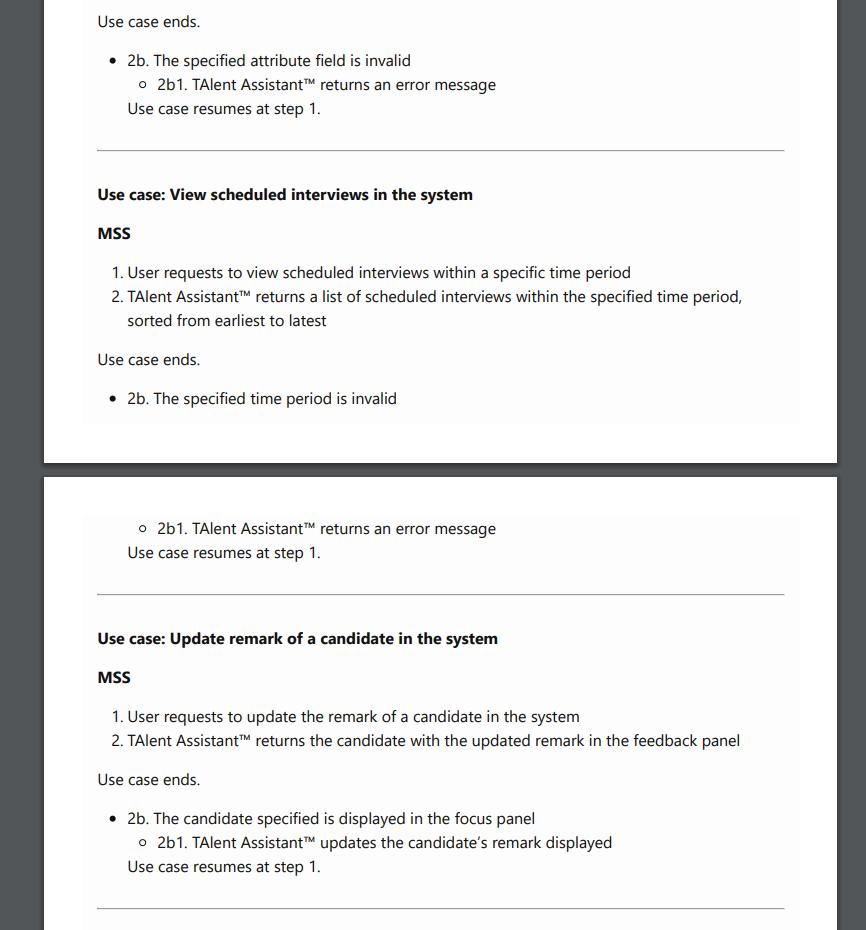 Use case ends.
• 2b. The specified attribute field is invalid
○ 2b1. TAlent Assistant™ returns an error message
Use case resumes at step 1.
Use case: View scheduled interviews in the system
MSS
1. User requests to view scheduled interviews within a specific time period
2. TAlent Assistant™ returns a list of scheduled interviews within the specified time period,
sorted from earliest to latest
Use case ends.
• 2b. The specified time period is invalid
○ 2b1. TAlent Assistant™ returns an error message
Use case resumes at step 1.
Use case: Update remark of a candidate in the system
MSS
1. User requests to update the remark of a candidate in the system
2. TAlent Assistant™ returns the candidate with the updated remark in the feedback panel
Use case ends.
• 2b. The candidate specified is displayed in the focus panel
○ 2b1. TAlent Assistant™ updates the candidate’s remark displayed
Use case resumes at step 1.